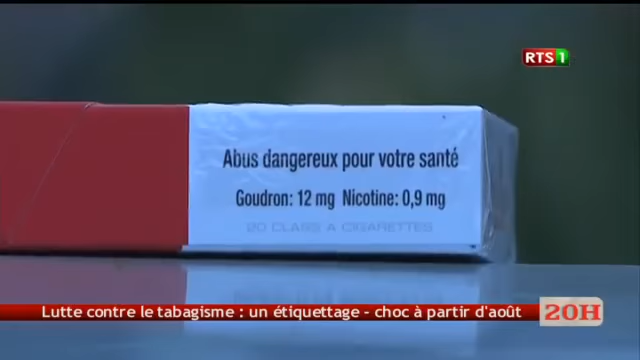 RTS1
Abus dangereux pour votre santé
Goudron: 12 mg Nicotine: 0,9 mg
20 CLASS A CIGARETTES
Lutte contre le tabagisme : un étiquettage - choc à partir d'août
20H